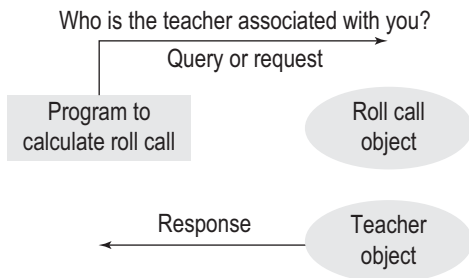 Who is the teacher associated with you?
Query or request
Program to
calculate roll call
Roll call
object
Response
Teacher
object